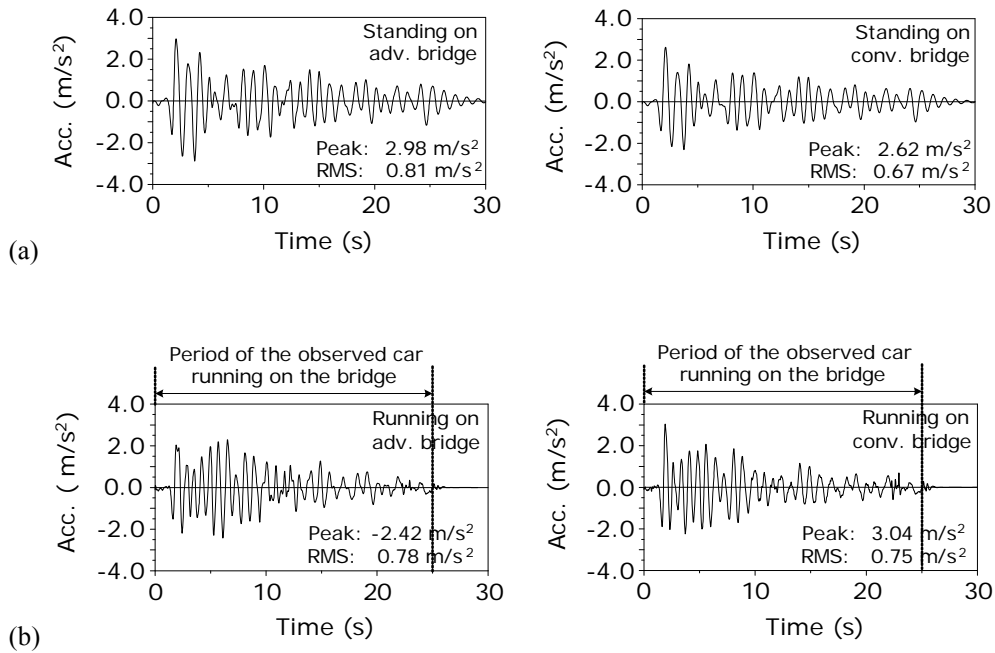 4.0
2.0
0.0
-2.0
-4.0
Acc. (m/s²)
Standing on
adv. bridge
Peak: 2.98 m/s²
RMS: 0.81 m/s²
0 10 20 30
Time (s)
4.0
2.0
0.0
-2.0
-4.0
Acc. (m/s²)
Standing on
conv. bridge
Peak: 2.62 m/s²
RMS: 0.67 m/s²
0 10 20 30
Time (s)
(a)
Period of the observed car
running on the bridge
4.0
2.0
0.0
-2.0
-4.0
Acc. ( m/s²)
Running on
adv. bridge
Peak: -2.42 m/s²
RMS: 0.78 m/s²
0 10 20 30
Time (s)
Period of the observed car
running on the bridge
4.0
2.0
0.0
-2.0
-4.0
Acc. (m/s²)
Running on
conv. bridge
Peak: 3.04 m/s²
RMS: 0.75 m/s²
0 10 20 30
Time (s)
(b)